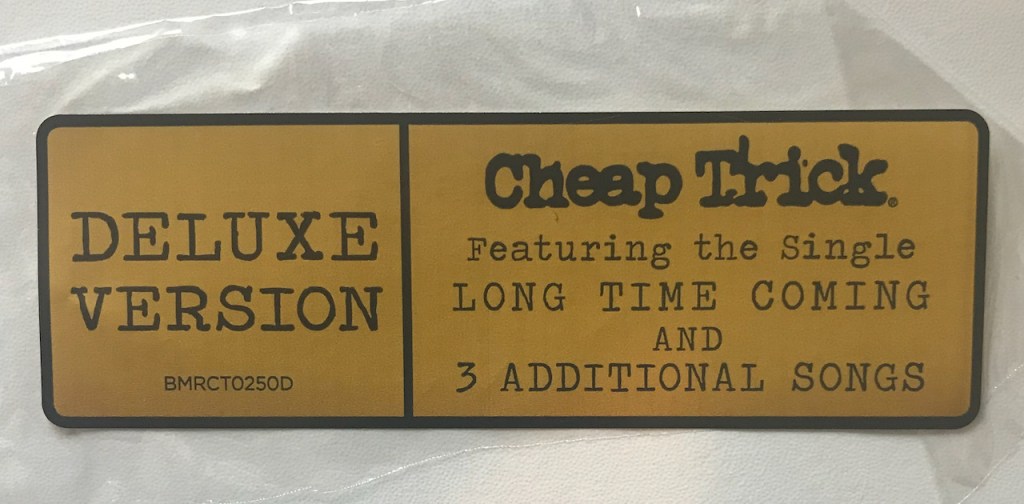 DELUXE
VERSION
BMRCT0250D
Cheap Trick®
Featuring the Single
LONG TIME COMING
AND
3 ADDITIONAL SONGS